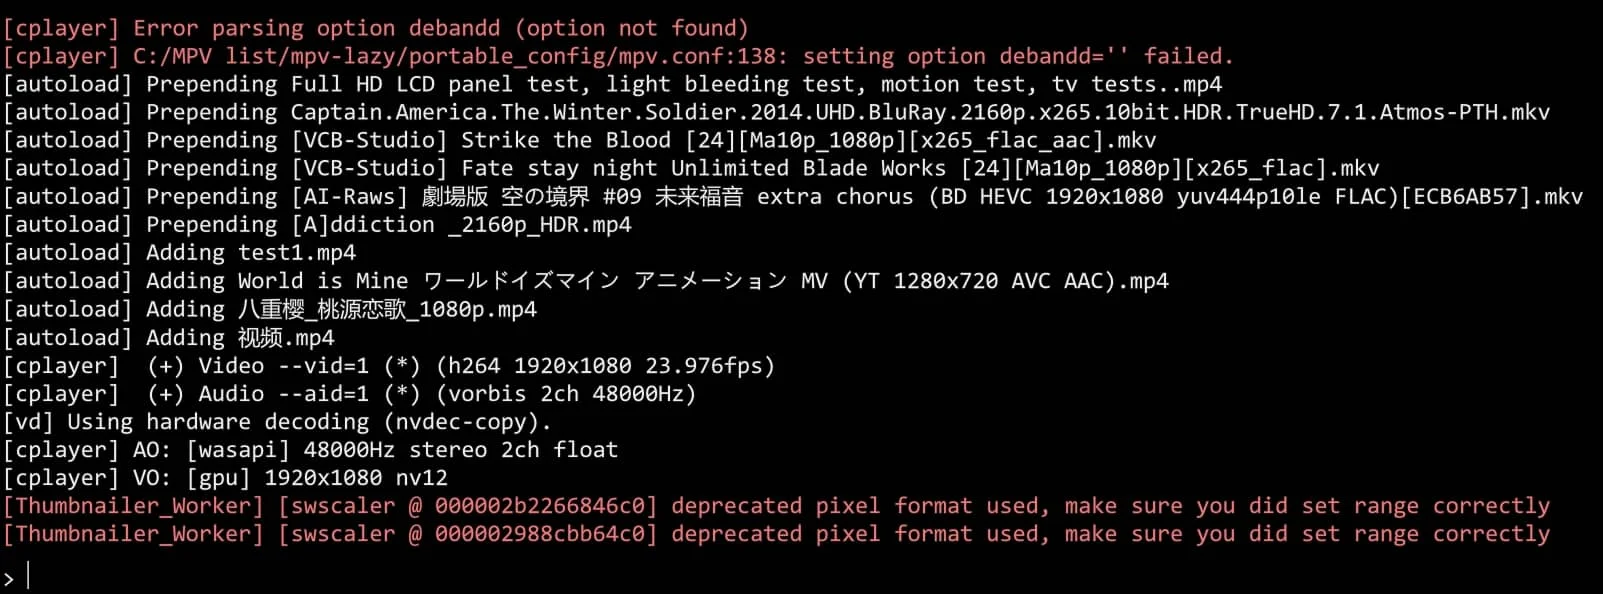 [cplayer] Error parsing option debandd (option not found)
[cplayer] C:/MPV list/mpv-lazy/portable_config/mpv.conf:138: setting option debandd='' failed.
[autoload] Prepending Full HD LCD panel test, light bleeding test, motion test, tv tests..mp4
[autoload] Prepending Captain.America.The.Winter.Soldier.2014.UHD.BluRay.2160p.x265.10bit.HDR.TrueHD.7.1.Atmos-PTH.mkv
[autoload] Prepending [VCB-Studio] Strike the Blood [24][Ma10p_1080p][x265_flac_aac].mkv
[autoload] Prepending [VCB-Studio] Fate stay night Unlimited Blade Works [24][Ma10p_1080p][x265_flac].mkv
[autoload] Prepending [AI-Raws] 劇場版 空の境界 #09 未来福音 extra chorus (BD HEVC 1920x1080 yuv444p10le FLAC)[ECB6AB57].mkv
[autoload] Prepending [A]ddiction _2160p_HDR.mp4
[autoload] Adding test1.mp4
[autoload] Adding World is Mine ワールドイズマイン アニメーション MV (YT 1280x720 AVC AAC).mp4
[autoload] Adding 八重樱_桃源恋歌_1080p.mp4
[autoload] Adding 视频.mp4
[cplayer]  (+) Video --vid=1 (*) (h264 1920x1080 23.976fps)
[cplayer]  (+) Audio --aid=1 (*) (vorbis 2ch 48000Hz)
[vd] Using hardware decoding (nvdec-copy).
[cplayer] AO: [wasapi] 48000Hz stereo 2ch float
[cplayer] VO: [gpu] 1920x1080 nv12
[Thumbnailer_Worker] [swscaler @ 000002b2266846c0] deprecated pixel format used, make sure you did set range correctly
[Thumbnailer_Worker] [swscaler @ 000002988cbb64c0] deprecated pixel format used, make sure you did set range correctly
>